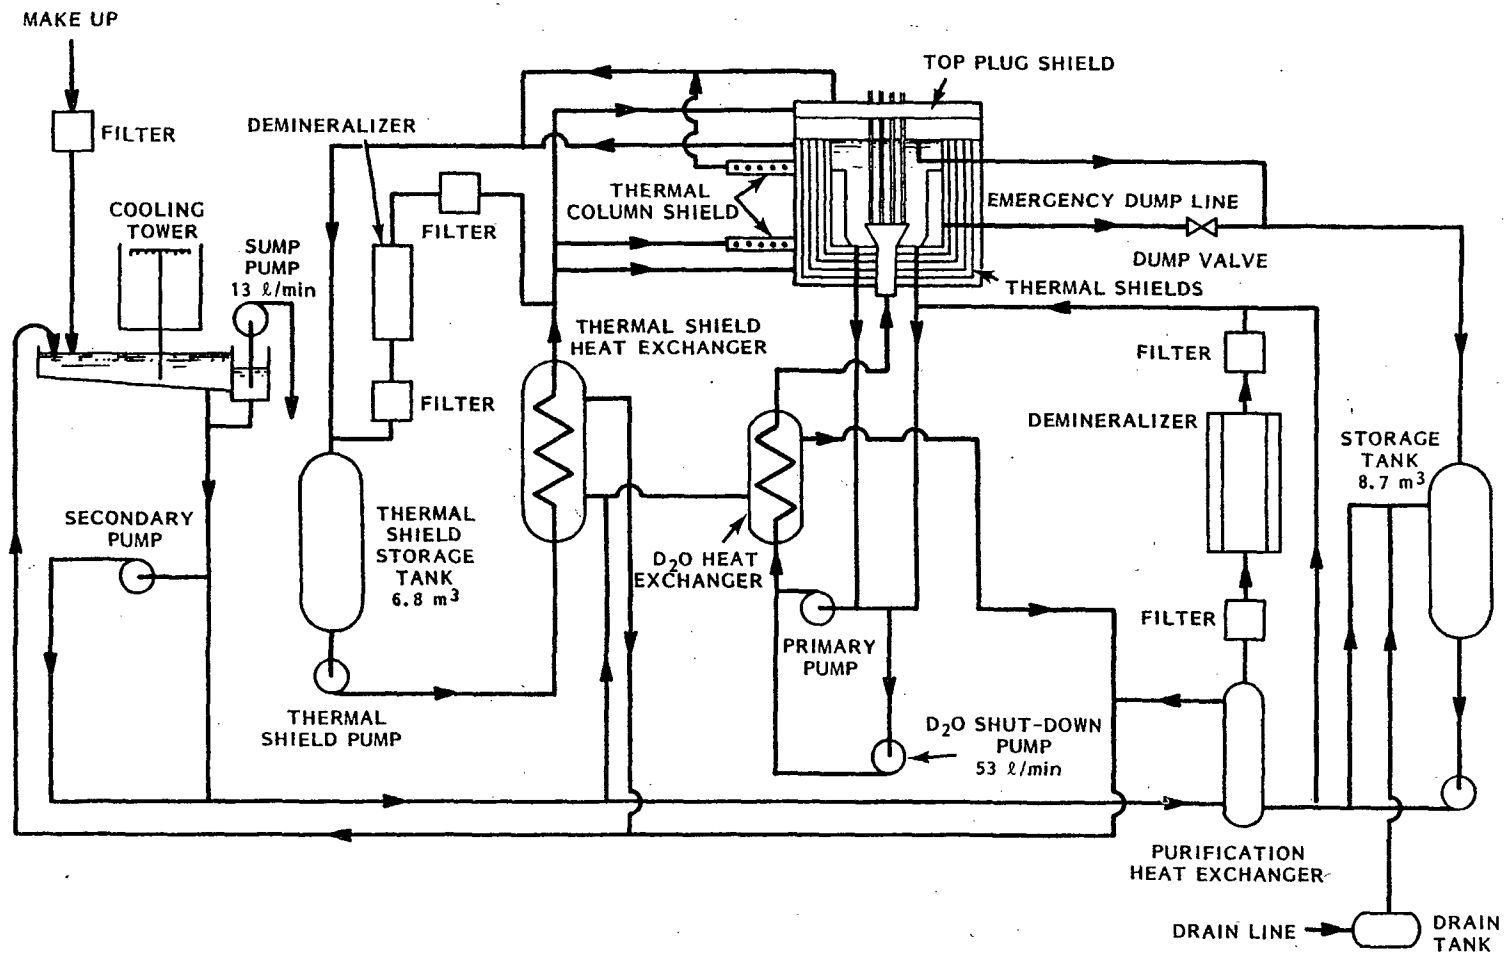 MAKE UP
FILTER
COOLING
TOWER
SUMP
PUMP
13 ℓ/min
DEMINERALIZER
FILTER
FILTER
THERMAL
COLUMN SHIELD
TOP PLUG SHIELD
EMERGENCY DUMP LINE
DUMP VALVE
THERMAL SHIELDS
THERMAL SHIELD
HEAT EXCHANGER
SECONDARY
PUMP
THERMAL
SHIELD
STORAGE
TANK
6.8 m³
THERMAL
SHIELD PUMP
D₂O HEAT
EXCHANGER
PRIMARY
PUMP
D₂O SHUT-DOWN
PUMP
53 ℓ/min
FILTER
DEMINERALIZER
FILTER
STORAGE
TANK
8.7 m³
PURIFICATION
HEAT EXCHANGER
DRAIN LINE
DRAIN
TANK